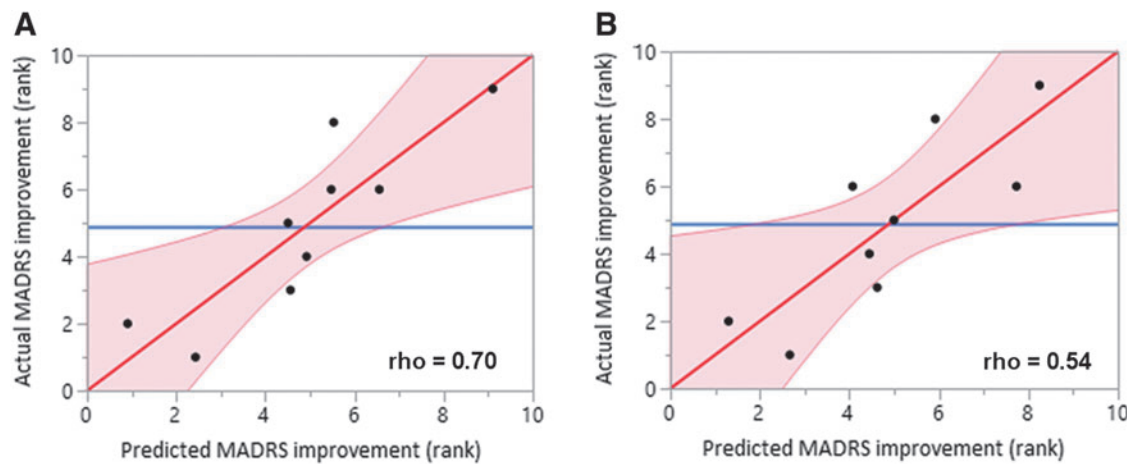 A
Actual MADRS improvement (rank)
10
8
6
4
2
0
0 2 4 6 8 10
rho = 0.70
Predicted MADRS improvement (rank)
B
Actual MADRS improvement (rank)
10
8
6
4
2
0
0 2 4 6 8 10
rho = 0.54
Predicted MADRS improvement (rank)